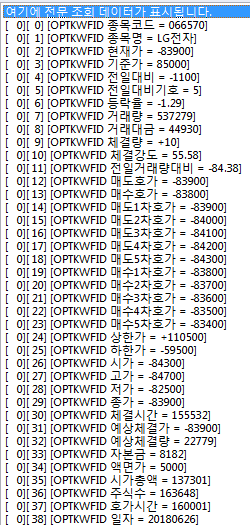 여기에 전문 조회 데이터가 표시됩니다.
[ 0][ 0] [OPTKWFID 종목코드 = 066570]
[ 0][ 1] [OPTKWFID 종목명 = LG전자]
[ 0][ 2] [OPTKWFID 현재가 = -83900]
[ 0][ 3] [OPTKWFID 기준가 = 85000]
[ 0][ 4] [OPTKWFID 전일대비 = -1100]
[ 0][ 5] [OPTKWFID 전일대비기호 = 5]
[ 0][ 6] [OPTKWFID 등락율 = -1.29]
[ 0][ 7] [OPTKWFID 거래량 = 537279]
[ 0][ 8] [OPTKWFID 거래대금 = 44930]
[ 0][ 9] [OPTKWFID 체결량 = +10]
[ 0][10] [OPTKWFID 체결강도 = 55.58]
[ 0][11] [OPTKWFID 전일거래량대비 = -84.38]
[ 0][12] [OPTKWFID 매도호가 = -83900]
[ 0][13] [OPTKWFID 매수호가 = -83800]
[ 0][14] [OPTKWFID 매도1차호가 = -83900]
[ 0][15] [OPTKWFID 매도2차호가 = -84000]
[ 0][16] [OPTKWFID 매도3차호가 = -84100]
[ 0][17] [OPTKWFID 매도4차호가 = -84200]
[ 0][18] [OPTKWFID 매도5차호가 = -84300]
[ 0][19] [OPTKWFID 매수1차호가 = -83800]
[ 0][20] [OPTKWFID 매수2차호가 = -83700]
[ 0][21] [OPTKWFID 매수3차호가 = -83600]
[ 0][22] [OPTKWFID 매수4차호가 = -83500]
[ 0][23] [OPTKWFID 매수5차호가 = -83400]
[ 0][24] [OPTKWFID 상한가 = +110500]
[ 0][25] [OPTKWFID 하한가 = -59500]
[ 0][26] [OPTKWFID 시가 = -84300]
[ 0][27] [OPTKWFID 고가 = -84700]
[ 0][28] [OPTKWFID 저가 = -82500]
[ 0][29] [OPTKWFID 종가 = -83900]
[ 0][30] [OPTKWFID 체결시간 = 155532]
[ 0][31] [OPTKWFID 예상체결가 = -83900]
[ 0][32] [OPTKWFID 예상체결량 = 22779]
[ 0][33] [OPTKWFID 자본금 = 8182]
[ 0][34] [OPTKWFID 액면가 = 5000]
[ 0][35] [OPTKWFID 시가총액 = 137301]
[ 0][36] [OPTKWFID 주식수 = 163648]
[ 0][37] [OPTKWFID 호가시간 = 160001]
[ 0][38] [OPTKWFID 일자 = 20180626]